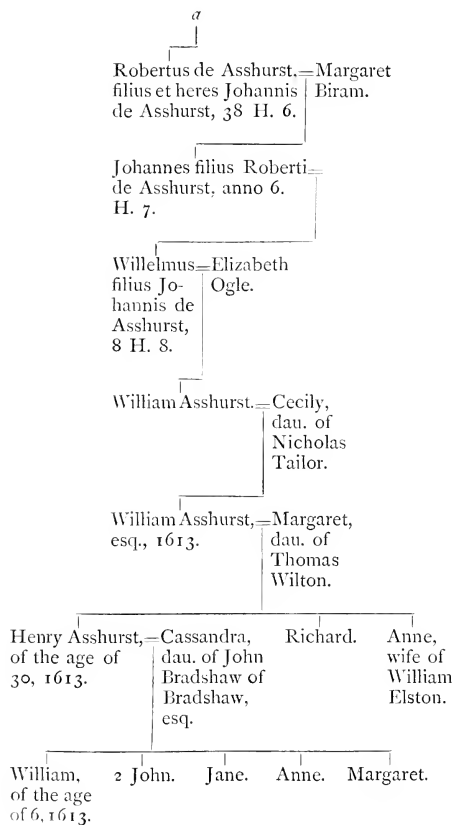 a
Robertus de Asshurst,=Margaret
filius et heres Johannis Biram.
de Asshurst, 38 H. 6.
Johannes filius Roberti=
de Asshurst, anno 6.
H. 7.
Willelmus=Elizabeth
filius Jo- Ogle.
hannis de
Asshurst,
8 H. 8.
William Asshurst.=Cecily,
dau. of
Nicholas
Tailor.
William Asshurst,=Margaret,
esq., 1613. dau. of
Thomas
Wilton.
Henry Asshurst,=Cassandra, Richard. Anne,
of the age of dau. of John wife of
30, 1613. Bradshaw of William
Bradshaw, Elston.
esq.
William, 2 John. Jane. Anne. Margaret.
of the age
of 6, 1613.